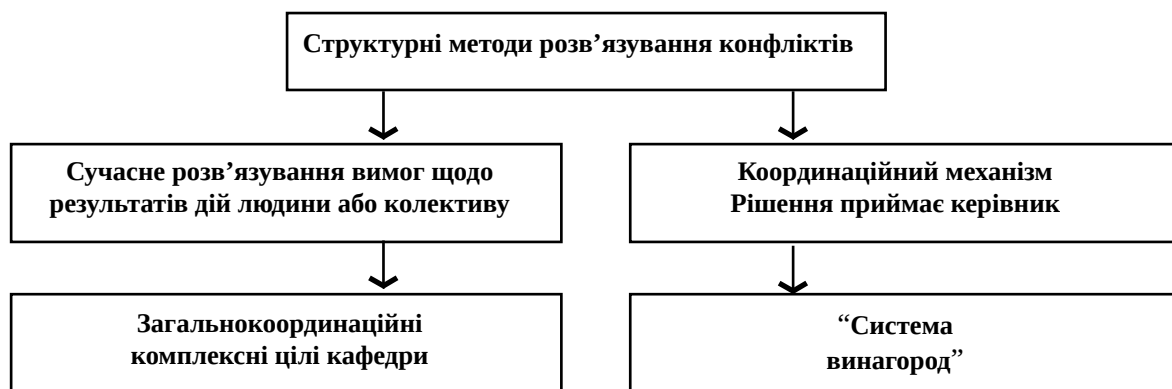 Структурні методи розв’язування конфліктів
Сучасне розв’язування вимог щодо
результатів дій людини або колективу
Координаційний механізм
Рішення приймає керівник
Загальнокоординаційні
комплексні цілі кафедри
“Система
винагород”